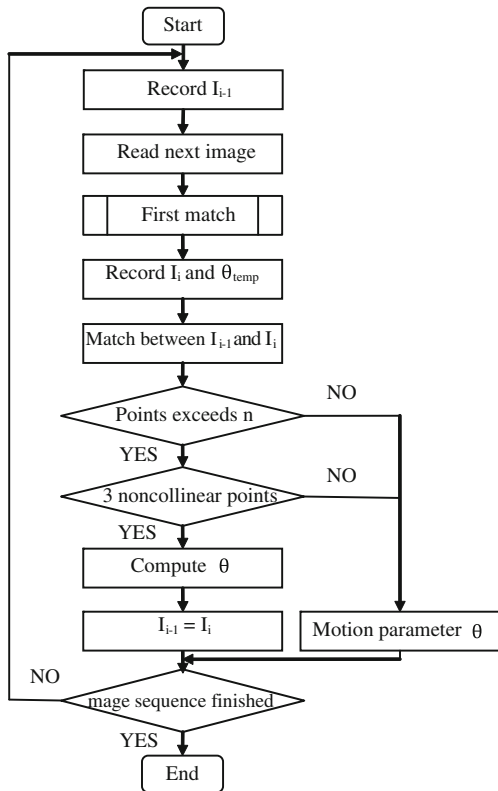 Start
Record I_{i-1}
Read next image
First match
Record I_i and θ_{temp}
Match between I_{i-1} and I_i
NO
Points exceeds n
YES
NO
3 noncollinear points
YES
Compute θ
I_{i-1} = I_i
Motion parameter θ
NO
mage sequence finished
YES
End